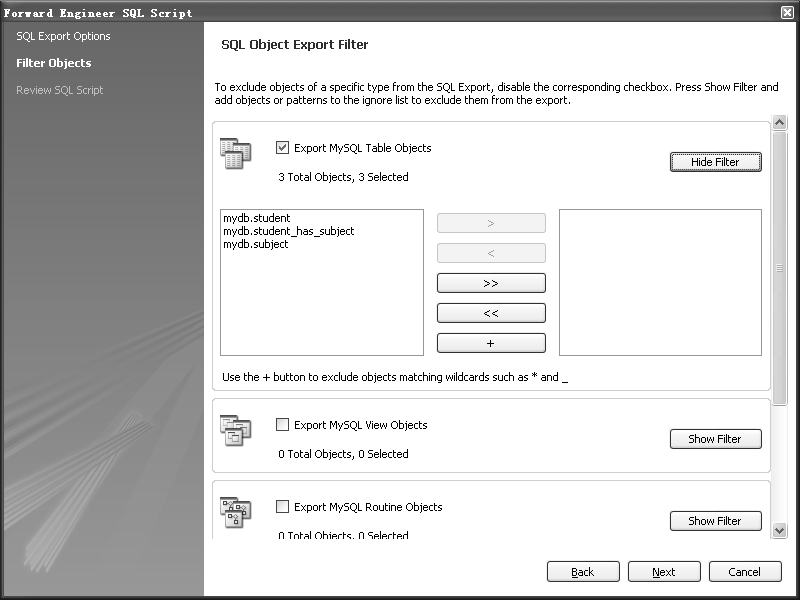 Forward Engineer SQL Script
SQL Export Options
Filter Objects
Review SQL Script
SQL Object Export Filter
To exclude objects of a specific type from the SQL Export, disable the corresponding checkbox. Press Show Filter and
add objects or patterns to the ignore list to exclude them from the export.
Export MySQL Table Objects
Hide Filter
3 Total Objects, 3 Selected
mydb.student
mydb.student_has_subject
mydb.subject
>
<
>>
<<
+
Use the + button to exclude objects matching wildcards such as * and _
Export MySQL View Objects
Show Filter
0 Total Objects, 0 Selected
Export MySQL Routine Objects
Show Filter
0 Total Objects, 0 Selected
Back
Next
Cancel